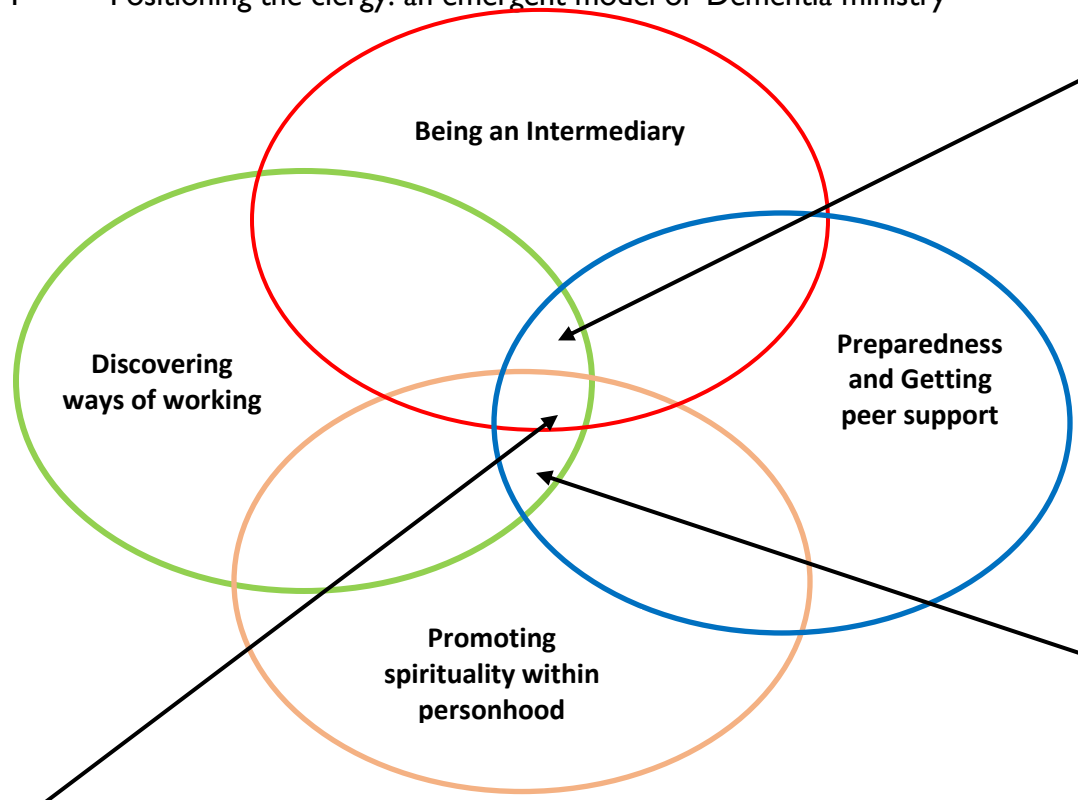 Positioning the clergy: an emergent model of 'Dementia ministry'
Being an Intermediary
Discovering
ways of working
Preparedness
and Getting
peer support
Promoting
spirituality within
personhood